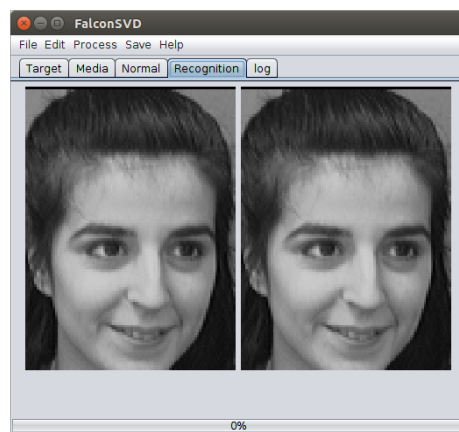 FalconSVD
File Edit Process Save Help
Target Media Normal Recognition log
0%